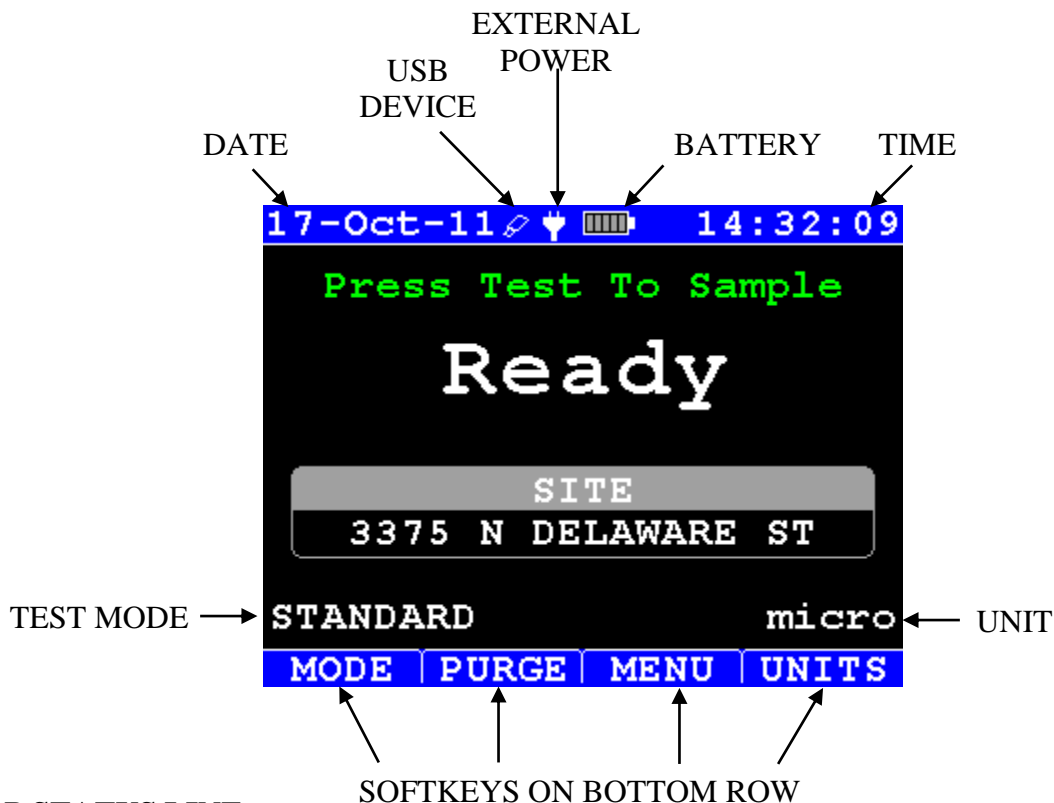 EXTERNAL
POWER
USB
DEVICE
DATE
BATTERY
TIME
17-Oct-11 14:32:09
Press Test To Sample
Ready
SITE
3375 N DELAWARE ST
TEST MODE
STANDARD micro
UNIT
MODE PURGE MENU UNITS
SOFTKEYS ON BOTTOM ROW